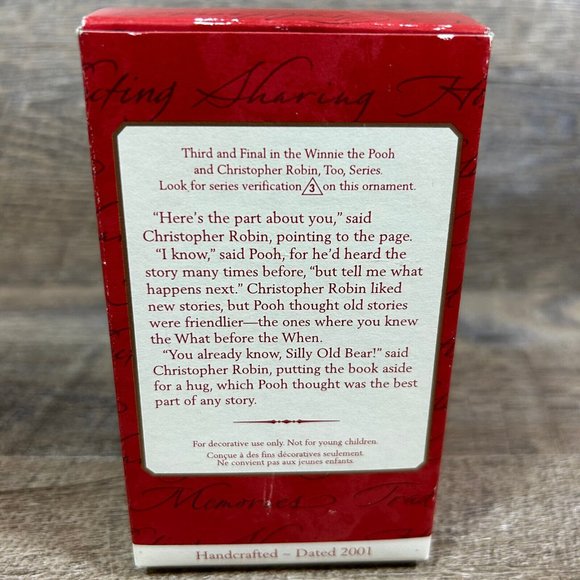 Sharing
Third and Final in the Winnie the Pooh
and Christopher Robin, Too, Series.
Look for series verification 3 on this ornament.
“Here's the part about you,” said
Christopher Robin, pointing to the page.
“I know,” said Pooh, for he'd heard the
story many times before, “but tell me what
happens next.” Christopher Robin liked
new stories, but Pooh thought old stories
were friendlier—the ones where you knew
the What before the When.
“You already know, Silly Old Bear!” said
Christopher Robin, putting the book aside
for a hug, which Pooh thought was the best
part of any story.
For decorative use only. Not for young children.
Conçue à des fins décoratives seulement.
Ne convient pas aux jeunes enfants.
Memories
Handcrafted ~ Dated 2001